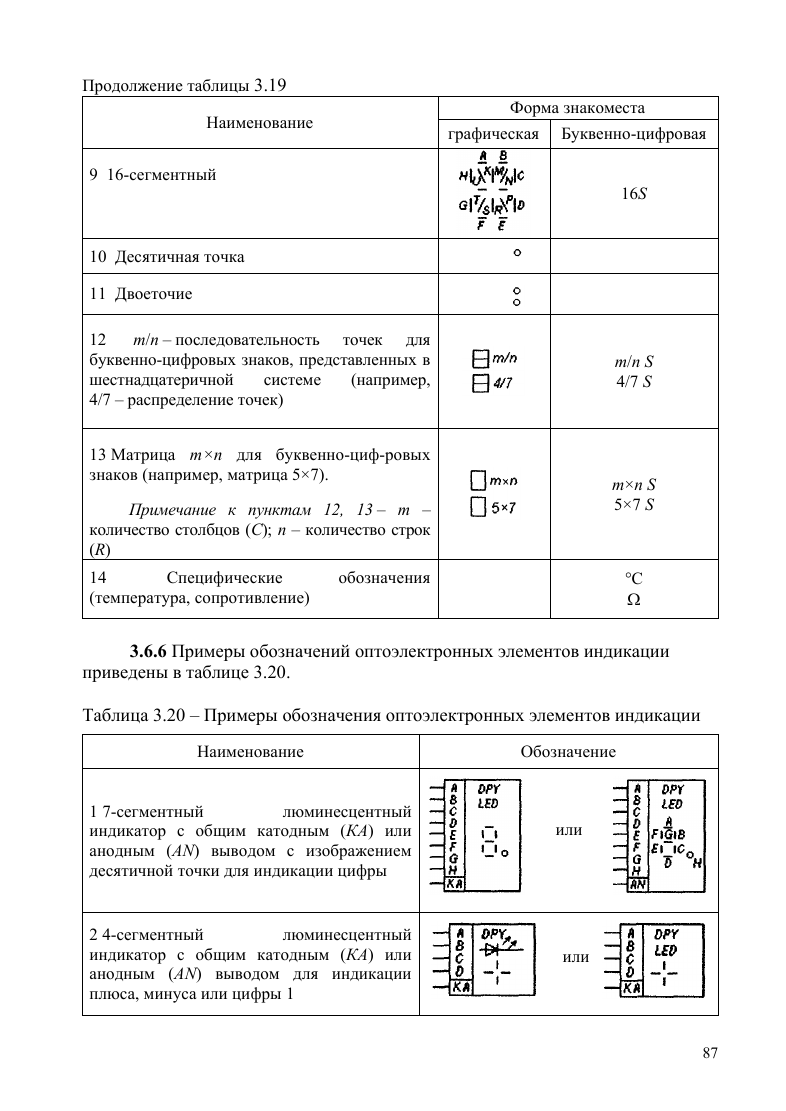 Продолжение таблицы 3.19
Наименование
Форма знакоместа
графическая
Буквенно-цифровая
9 16-сегментный
A B
H U K M N C
G T S R P D
F E
16S
10 Десятичная точка
11 Двоеточие
12 m/n – последовательность точек для
буквенно-цифровых знаков, представленных в
шестнадцатеричной системе (например,
4/7 – распределение точек)
m/n
4/7
m/n S
4/7 S
13 Матрица m×n для буквенно-циф-ровых
знаков (например, матрица 5×7).
Примечание к пунктам 12, 13 – m –
количество столбцов (C); n – количество строк
(R)
m×n
5×7
m×n S
5×7 S
14 Специфические обозначения
(температура, сопротивление)
°C
Ω
3.6.6 Примеры обозначений оптоэлектронных элементов индикации
приведены в таблице 3.20.
Таблица 3.20 – Примеры обозначения оптоэлектронных элементов индикации
Наименование
Обозначение
1 7-сегментный люминесцентный
индикатор с общим катодным (КА) или
анодным (AN) выводом с изображением
десятичной точки для индикации цифры
A DPY
B LED
C
D
E
F
G
H
KA
или
A DPY
B LED
C
D A
E F G B
F E C
G D H
H
AN
2 4-сегментный люминесцентный
индикатор с общим катодным (КА) или
анодным (AN) выводом для индикации
плюса, минуса или цифры 1
A DPY
B
C
D
KA
или
A DPY
B LED
C
D
KA
87